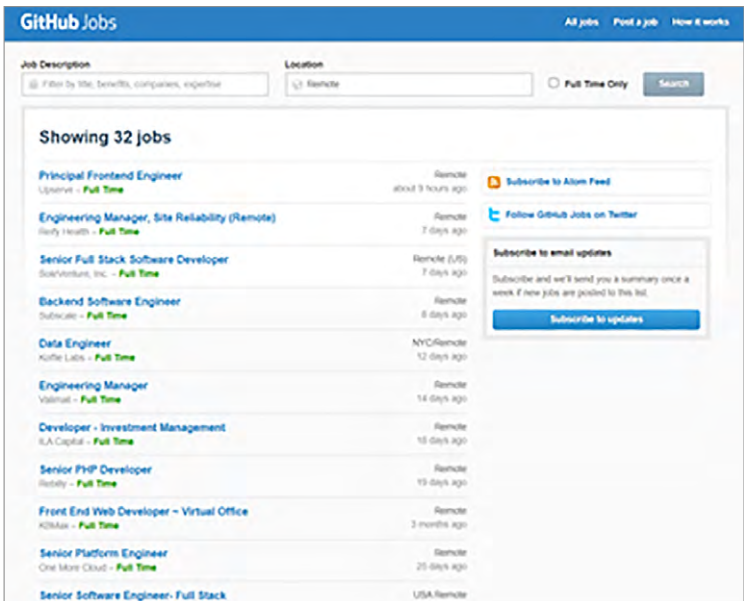 GitHub Jobs
All jobs Post a job How it works
Job Description
Filter by title, benefits, companies, expertise
Location
Remote
Full Time Only
Search
Showing 32 jobs
Principal Frontend Engineer
Remote
Upserve – Full Time
about 9 hours ago
Engineering Manager, Site Reliability (Remote)
Remote
Reify Health – Full Time
7 days ago
Senior Full Stack Software Developer
Remote (US)
SoleVenture, Inc. – Full Time
7 days ago
Backend Software Engineer
Remote
Subscale – Full Time
8 days ago
Data Engineer
NYC/Remote
Koffie Labs – Full Time
12 days ago
Engineering Manager
Remote
Valimail – Full Time
14 days ago
Developer - Investment Management
Remote
ILA Capital – Full Time
18 days ago
Senior PHP Developer
Remote
Rebilly – Full Time
19 days ago
Front End Web Developer ~ Virtual Office
Remote
– Full Time
3 months ago
Senior Platform Engineer
Remote
One More Cloud – Full Time
25 days ago
Senior Software Engineer- Full Stack
USA Remote
Subscribe to Atom Feed
Follow GitHub Jobs on Twitter
Subscribe to email updates
Subscribe and we'll send you a summary once a
week if new jobs are posted to this list.
Subscribe to updates